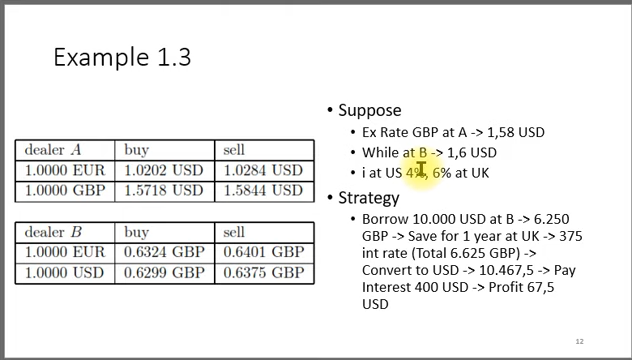 Example 1.3
dealer A buy sell
1.0000 EUR 1.0202 USD 1.0284 USD
1.0000 GBP 1.5718 USD 1.5844 USD
dealer B buy sell
1.0000 EUR 0.6324 GBP 0.6401 GBP
1.0000 USD 0.6299 GBP 0.6375 GBP
• Suppose
• Ex Rate GBP at A -> 1,58 USD
• While at B -> 1,6 USD
• i at US 4%, 6% at UK
• Strategy
• Borrow 10.000 USD at B -> 6.250
GBP -> Save for 1 year at UK -> 375
int rate (Total 6.625 GBP) ->
Convert to USD -> 10.467,5 -> Pay
Interest 400 USD -> Profit 67,5
USD
12